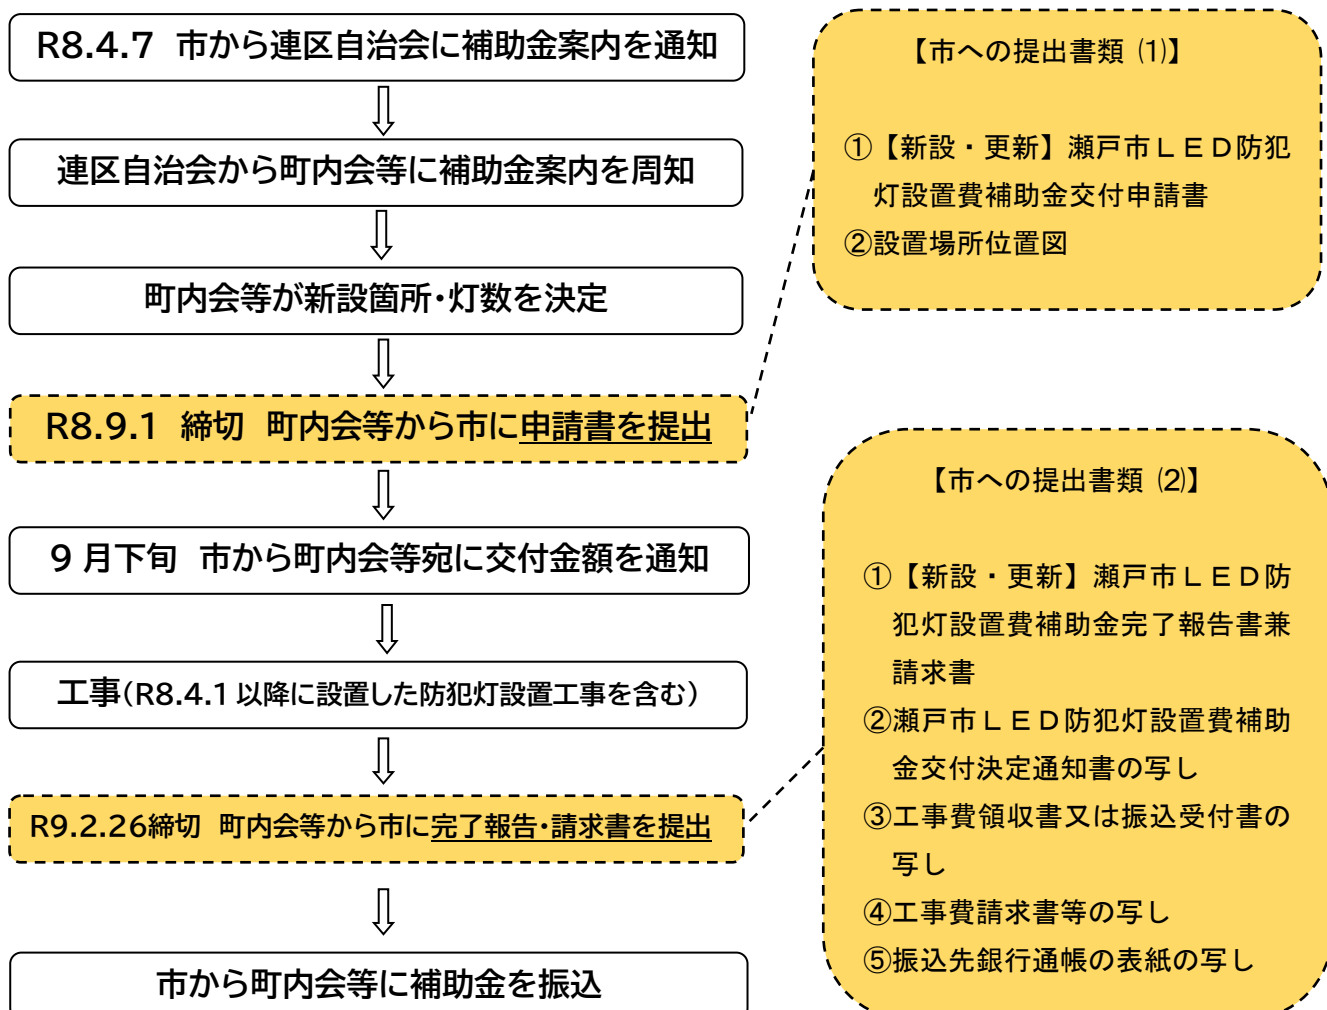 R8.4.7 市から連区自治会に補助金案内を通知
連区自治会から町内会等に補助金案内を周知
町内会等が新設箇所・灯数を決定
R8.9.1 締切 町内会等から市に申請書を提出
9月下旬 市から町内会等宛に交付金額を通知
工事(R8.4.1以降に設置した防犯灯設置工事を含む)
R9.2.26締切 町内会等から市に完了報告・請求書を提出
市から町内会等に補助金を振込
【市への提出書類 ⑴】
①【新設・更新】瀬戸市LED防犯
灯設置費補助金交付申請書
②設置場所位置図
【市への提出書類 ⑵】
①【新設・更新】瀬戸市LED防
犯灯設置費補助金完了報告書兼
請求書
②瀬戸市LED防犯灯設置費補助
金交付決定通知書の写し
③工事費領収書又は振込受付書の
写し
④工事費請求書等の写し
⑤振込先銀行通帳の表紙の写し